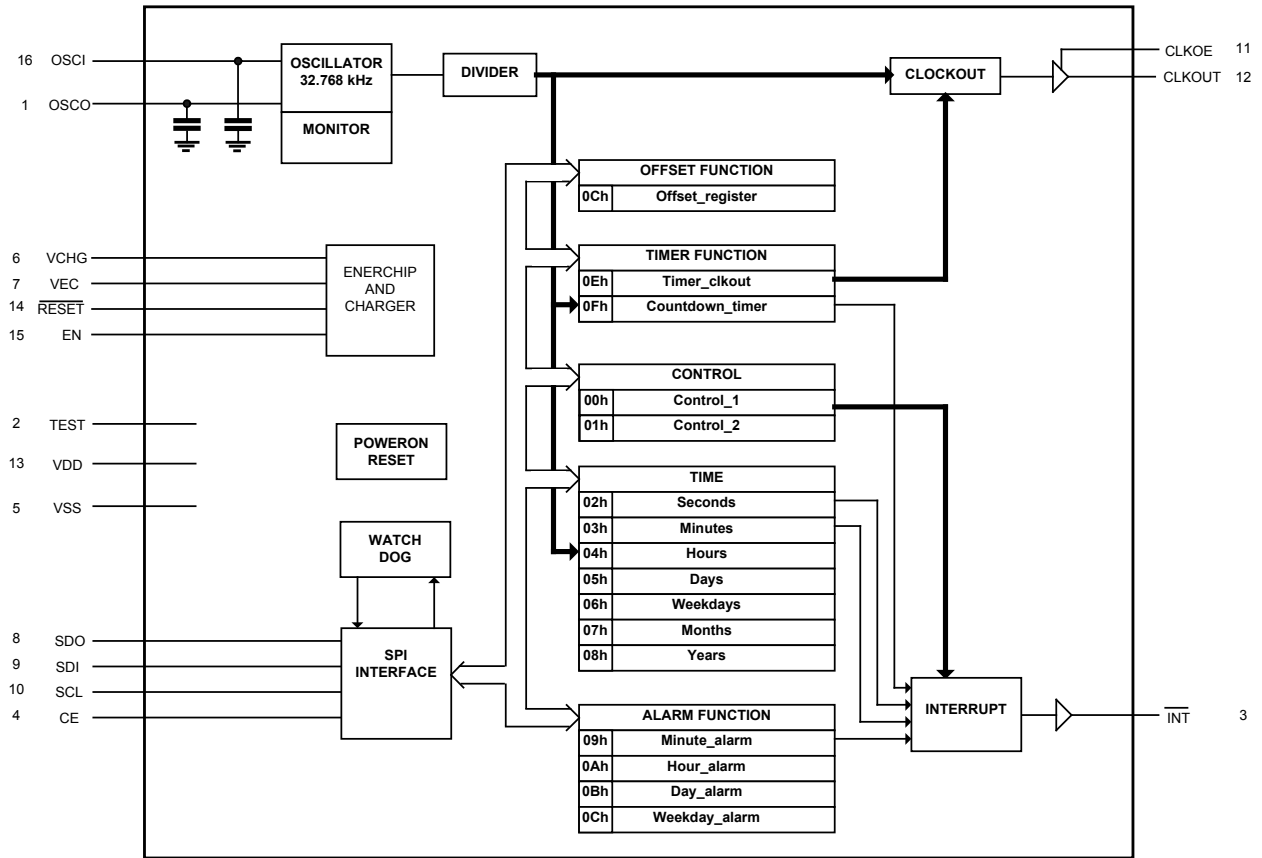 16 OSCI
1 OSCO
OSCILLATOR
32.768 kHz
MONITOR
DIVIDER
CLOCKOUT
CLKOE 11
CLKOUT 12
OFFSET FUNCTION
0Ch Offset_register
6 VCHG
7 VEC
14 RESET
15 EN
ENERCHIP
AND
CHARGER
TIMER FUNCTION
0Eh Timer_clkout
0Fh Countdown_timer
CONTROL
00h Control_1
01h Control_2
2 TEST
13 VDD
5 VSS
POWERON
RESET
TIME
02h Seconds
03h Minutes
04h Hours
05h Days
06h Weekdays
07h Months
08h Years
WATCH
DOG
8 SDO
9 SDI
10 SCL
4 CE
SPI
INTERFACE
ALARM FUNCTION
09h Minute_alarm
0Ah Hour_alarm
0Bh Day_alarm
0Ch Weekday_alarm
INTERRUPT
INT 3